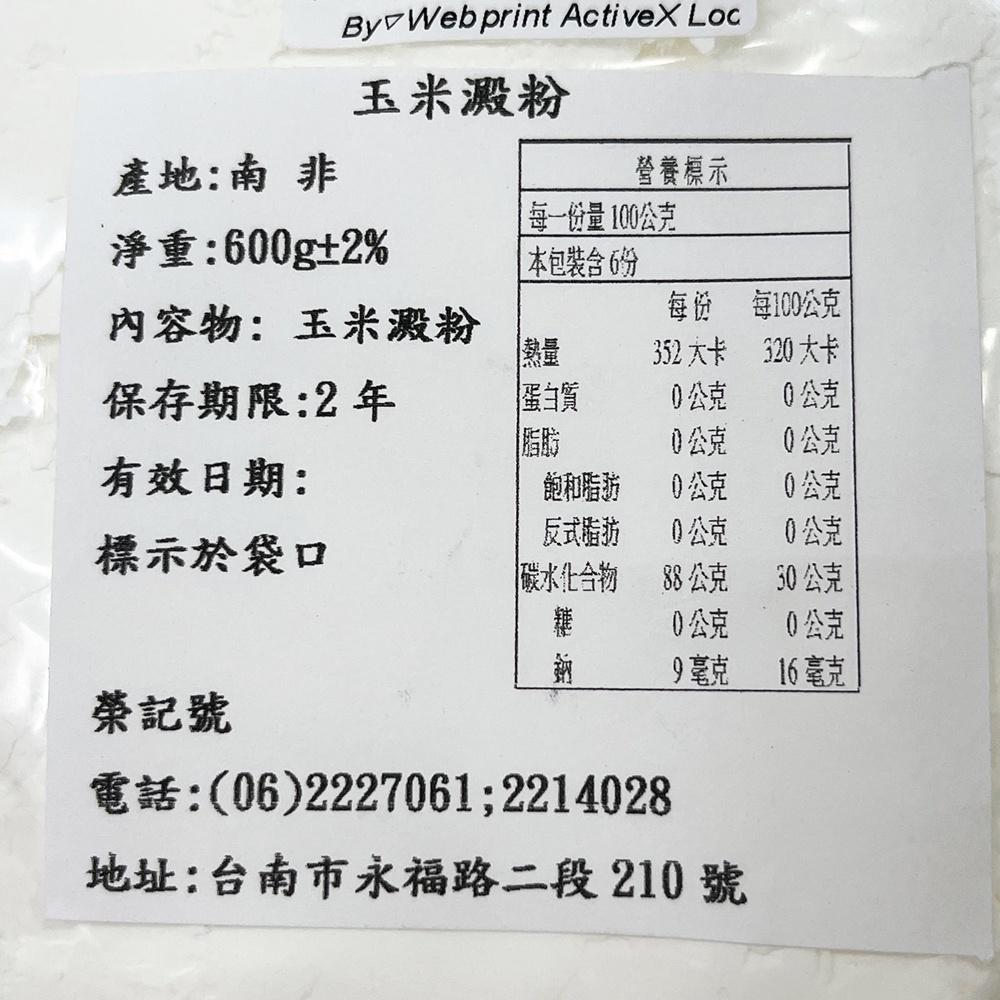 By Webprint ActiveX Loc
玉米澱粉
產地:南 非
淨重:600g±2%
內容物: 玉米澱粉
保存期限:2 年
有效日期:
標示於袋口
營養標示
每一份量 100公克
本包裝含 6份
每份 每100公克
熱量 352 大卡 320 大卡
蛋白質 0 公克 0 公克
脂肪 0 公克 0 公克
飽和脂肪 0 公克 0 公克
反式脂肪 0 公克 0 公克
碳水化合物 88 公克 30 公克
糖 0 公克 0 公克
鈉 9 毫克 16 毫克
榮記號
電話:(06)2227061;2214028
地址:台南市永福路二段 210 號